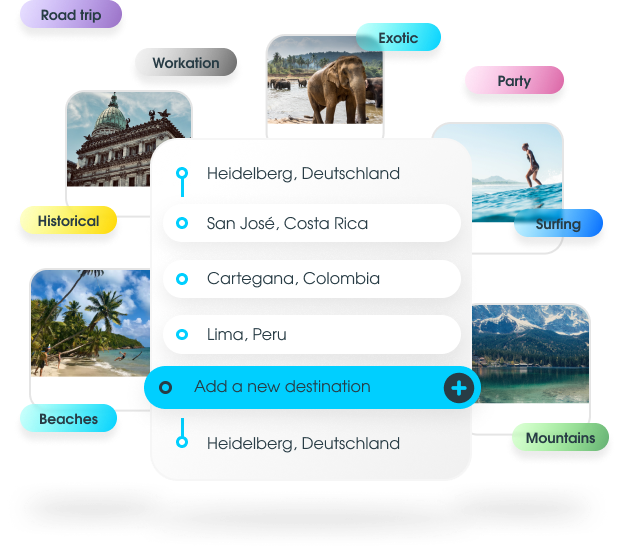 Road trip
Exotic
Workation
Party
Heidelberg, Deutschland
Historical
San José, Costa Rica
Surfing
Cartegana, Colombia
Lima, Peru
Add a new destination
Beaches
Heidelberg, Deutschland
Mountains